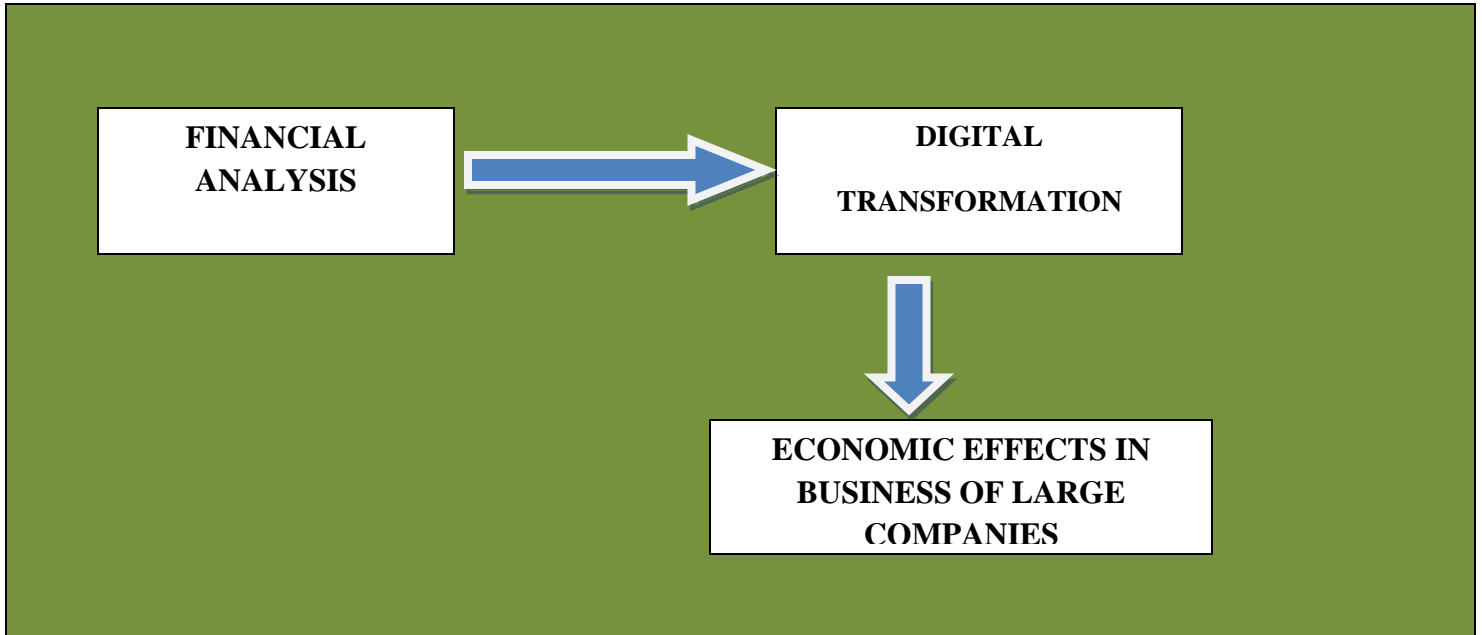 FINANCIAL
ANALYSIS
DIGITAL
TRANSFORMATION
ECONOMIC EFFECTS IN
BUSINESS OF LARGE
COMPANIES